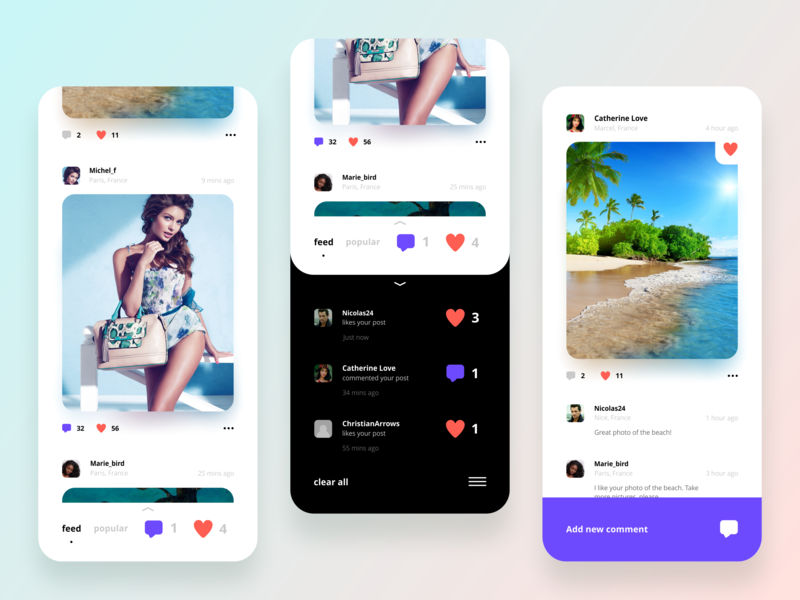 2 11
Michel_f
Paris, France 9 mins ago
32 56
Marie_bird
Paris, France 25 mins ago
feed popular 1 4
32 56
Marie_bird
Paris, France 25 mins ago
feed popular 1 4
Nicolas24 3
likes your post
Just now
Catherine Love 1
commented your post
34 mins ago
ChristianArrows 1
likes your post
55 mins ago
clear all
Catherine Love
Marcel, France 4 hour ago
2 11
Nicolas24
Nice, France 1 hour ago
Great photo of the beach!
Marie_bird
Paris, France 3 hour ago
I like your photo of the beach. Take
more pictures, please
Add new comment